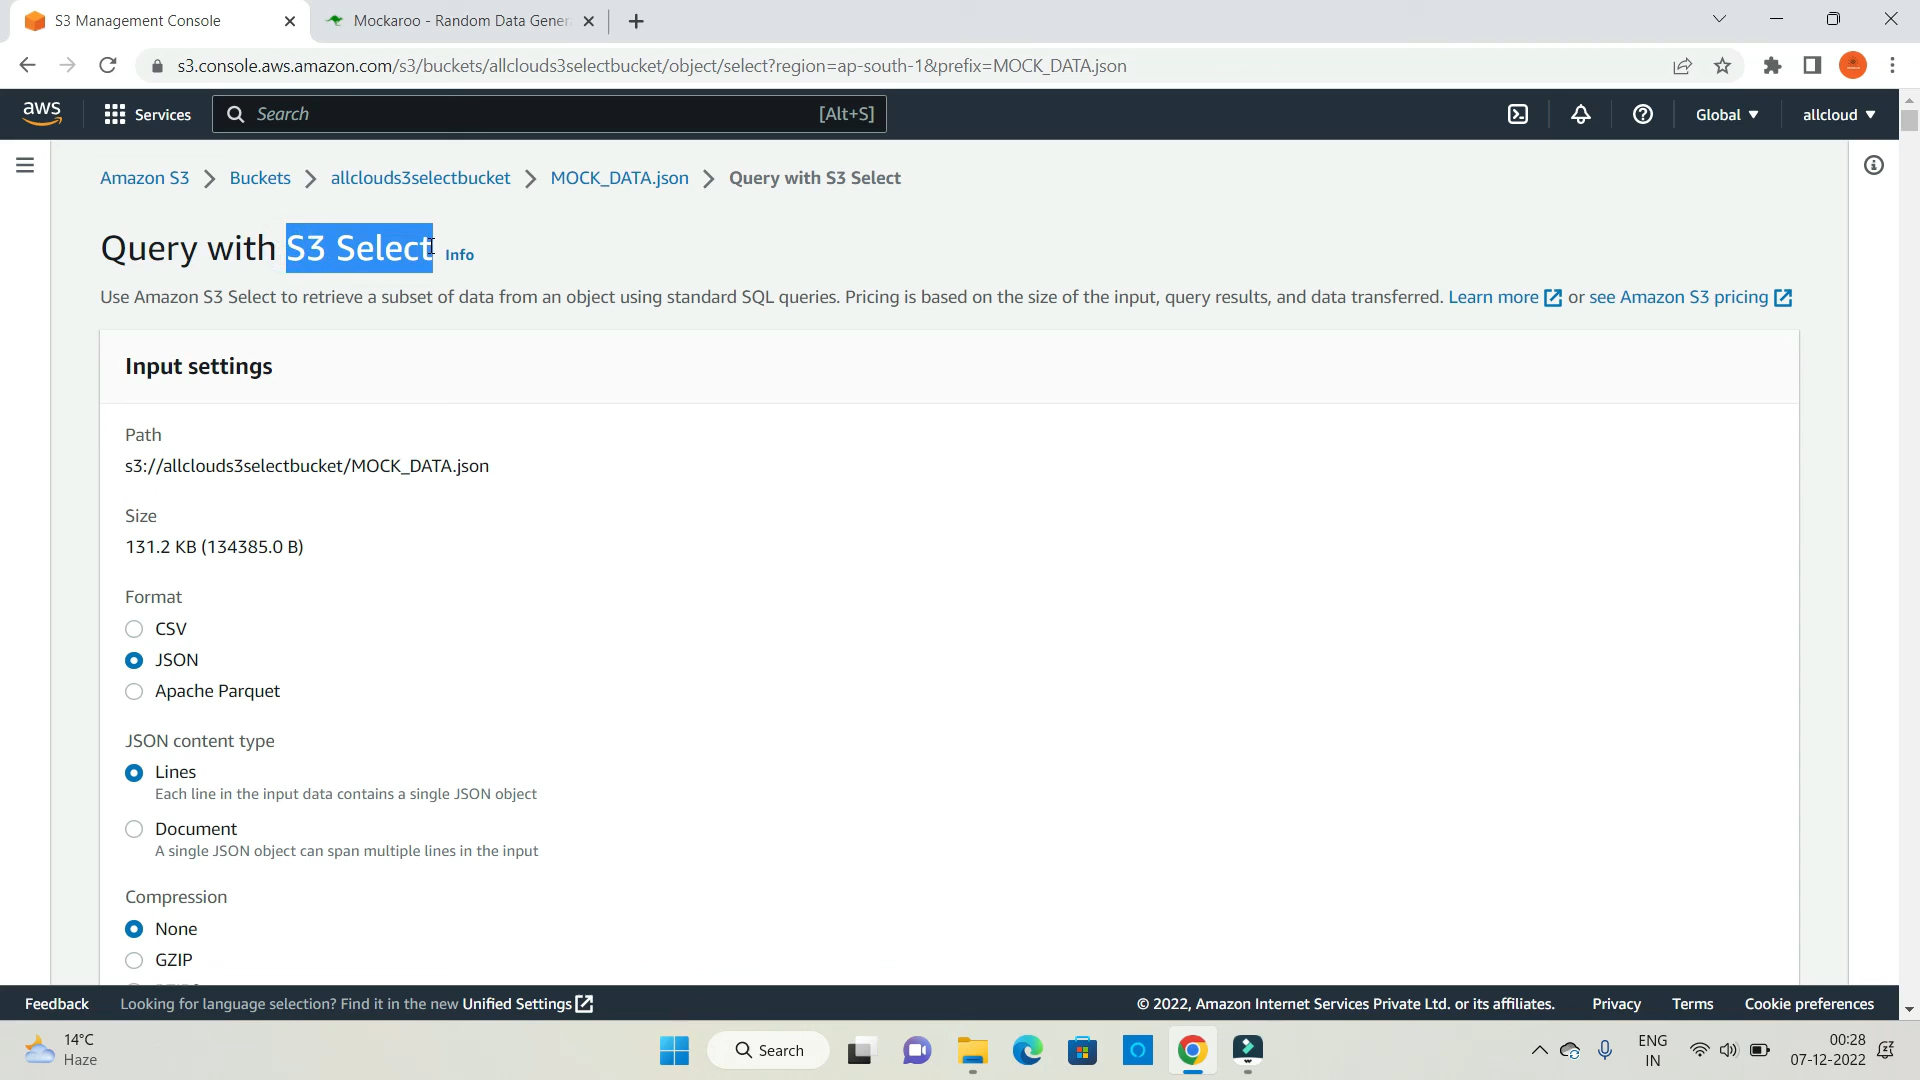 S3 Management Console
Mockaroo - Random Data Gener
s3.console.aws.amazon.com/s3/buckets/allclouds3selectbucket/object/select?region=ap-south-1&prefix=MOCK_DATA.json
aws
Services
Search
[Alt+S]
Global
allcloud
Amazon S3
Buckets
allclouds3selectbucket
MOCK_DATA.json
Query with S3 Select
Query with S3 Select Info
Use Amazon S3 Select to retrieve a subset of data from an object using standard SQL queries. Pricing is based on the size of the input, query results, and data transferred. Learn more or see Amazon S3 pricing
Input settings
Path
s3://allclouds3selectbucket/MOCK_DATA.json
Size
131.2 KB (134385.0 B)
Format
CSV
JSON
Apache Parquet
JSON content type
Lines
Each line in the input data contains a single JSON object
Document
A single JSON object can span multiple lines in the input
Compression
None
GZIP
Feedback
Looking for language selection? Find it in the new Unified Settings
© 2022, Amazon Internet Services Private Ltd. or its affiliates.
Privacy
Terms
Cookie preferences
14°C
Haze
Search
ENG
IN
00:28
07-12-2022